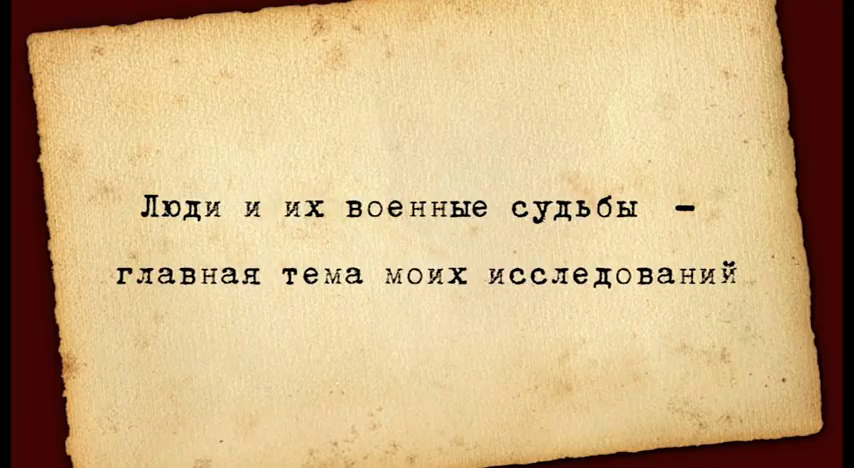 Люди и их военные судьбы –
главная тема моих исследований